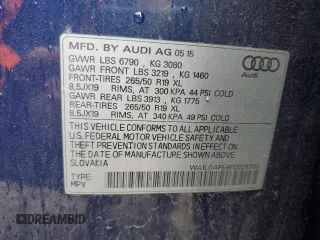 MFD. BY AUDI AG 05 15
GVWR LBS 6790 , KG 3080
GAWR FRONT LBS 3219 , KG 1460
FRONT-TIRES 265/50 R19 XL
8,5JX19 RIMS, AT 300 KPA 44 PSI COLD
GAWR REAR LBS 3913 , KG 1775
REAR-TIRES 265/50 R19 XL
8,5JX19 RIMS, AT 340 KPA 49 PSI COLD
Audi
THIS VEHICLE CONFORMS TO ALL APPLICABLE
U.S. FEDERAL MOTOR VEHICLE SAFETY AND
THEFT PREVENTION STANDARDS IN EFFECT ON THE
DATE OF MANUFACTURE SHOWN ABOVE.
SLOVAKIA
TYPE:
MPV
DREAMBID